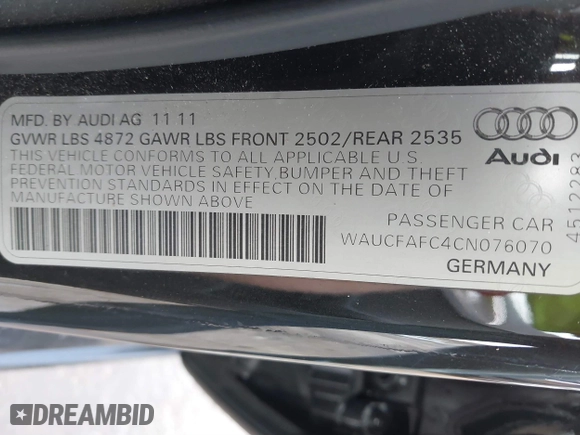 MFD. BY AUDI AG 11 11
GVWR LBS 4872 GAWR LBS FRONT 2502/REAR 2535
THIS VEHICLE CONFORMS TO ALL APPLICABLE U.S.
FEDERAL MOTOR VEHICLE SAFETY, BUMPER AND THEFT
PREVENTION STANDARDS IN EFFECT ON THE DATE OF
MANUFACTURE SHOWN ABOVE
Audi
PASSENGER CAR
WAUCFAFC4CN076070
GERMANY
4512283
DREAMBID